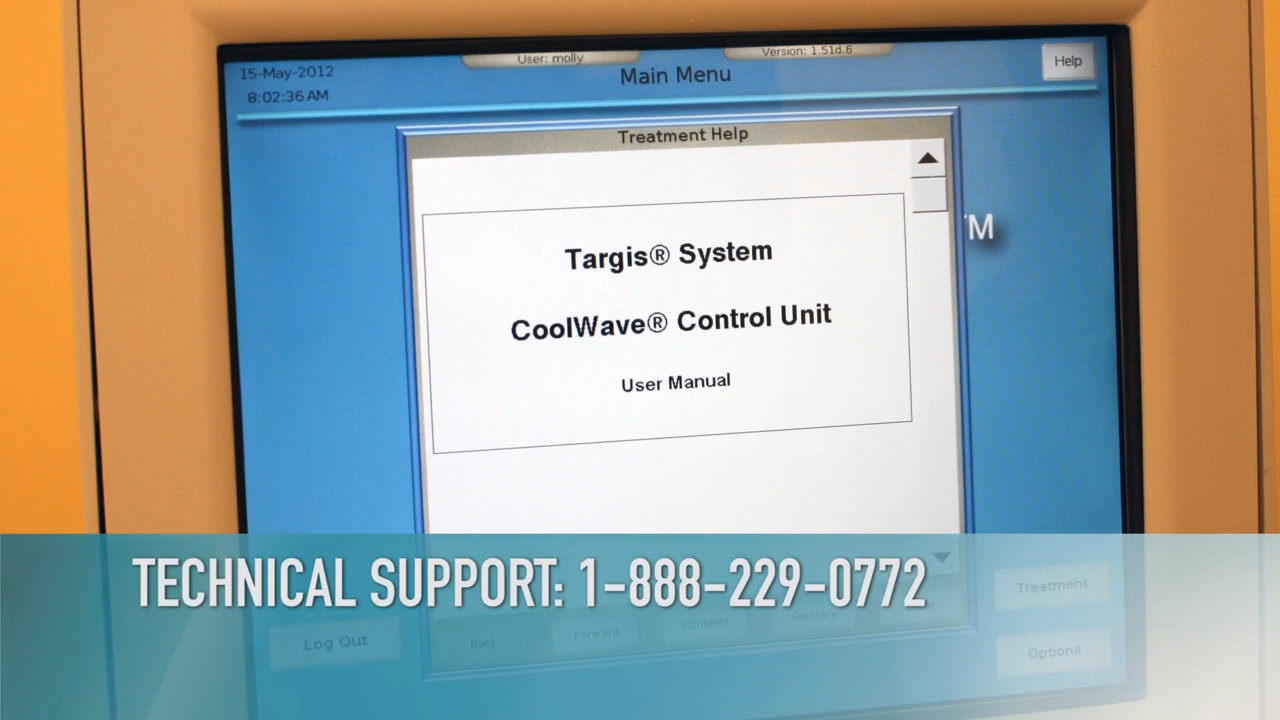 15-May-2012
8:02:36 AM
User: molly
Main Menu
Version: 1.51d.6
Help
Treatment Help
Targis® System
CoolWave® Control Unit
User Manual
TM
TECHNICAL SUPPORT: 1-888-229-0772
Log Out
Back
Forward
Contents
Glossary
Treatment
Options